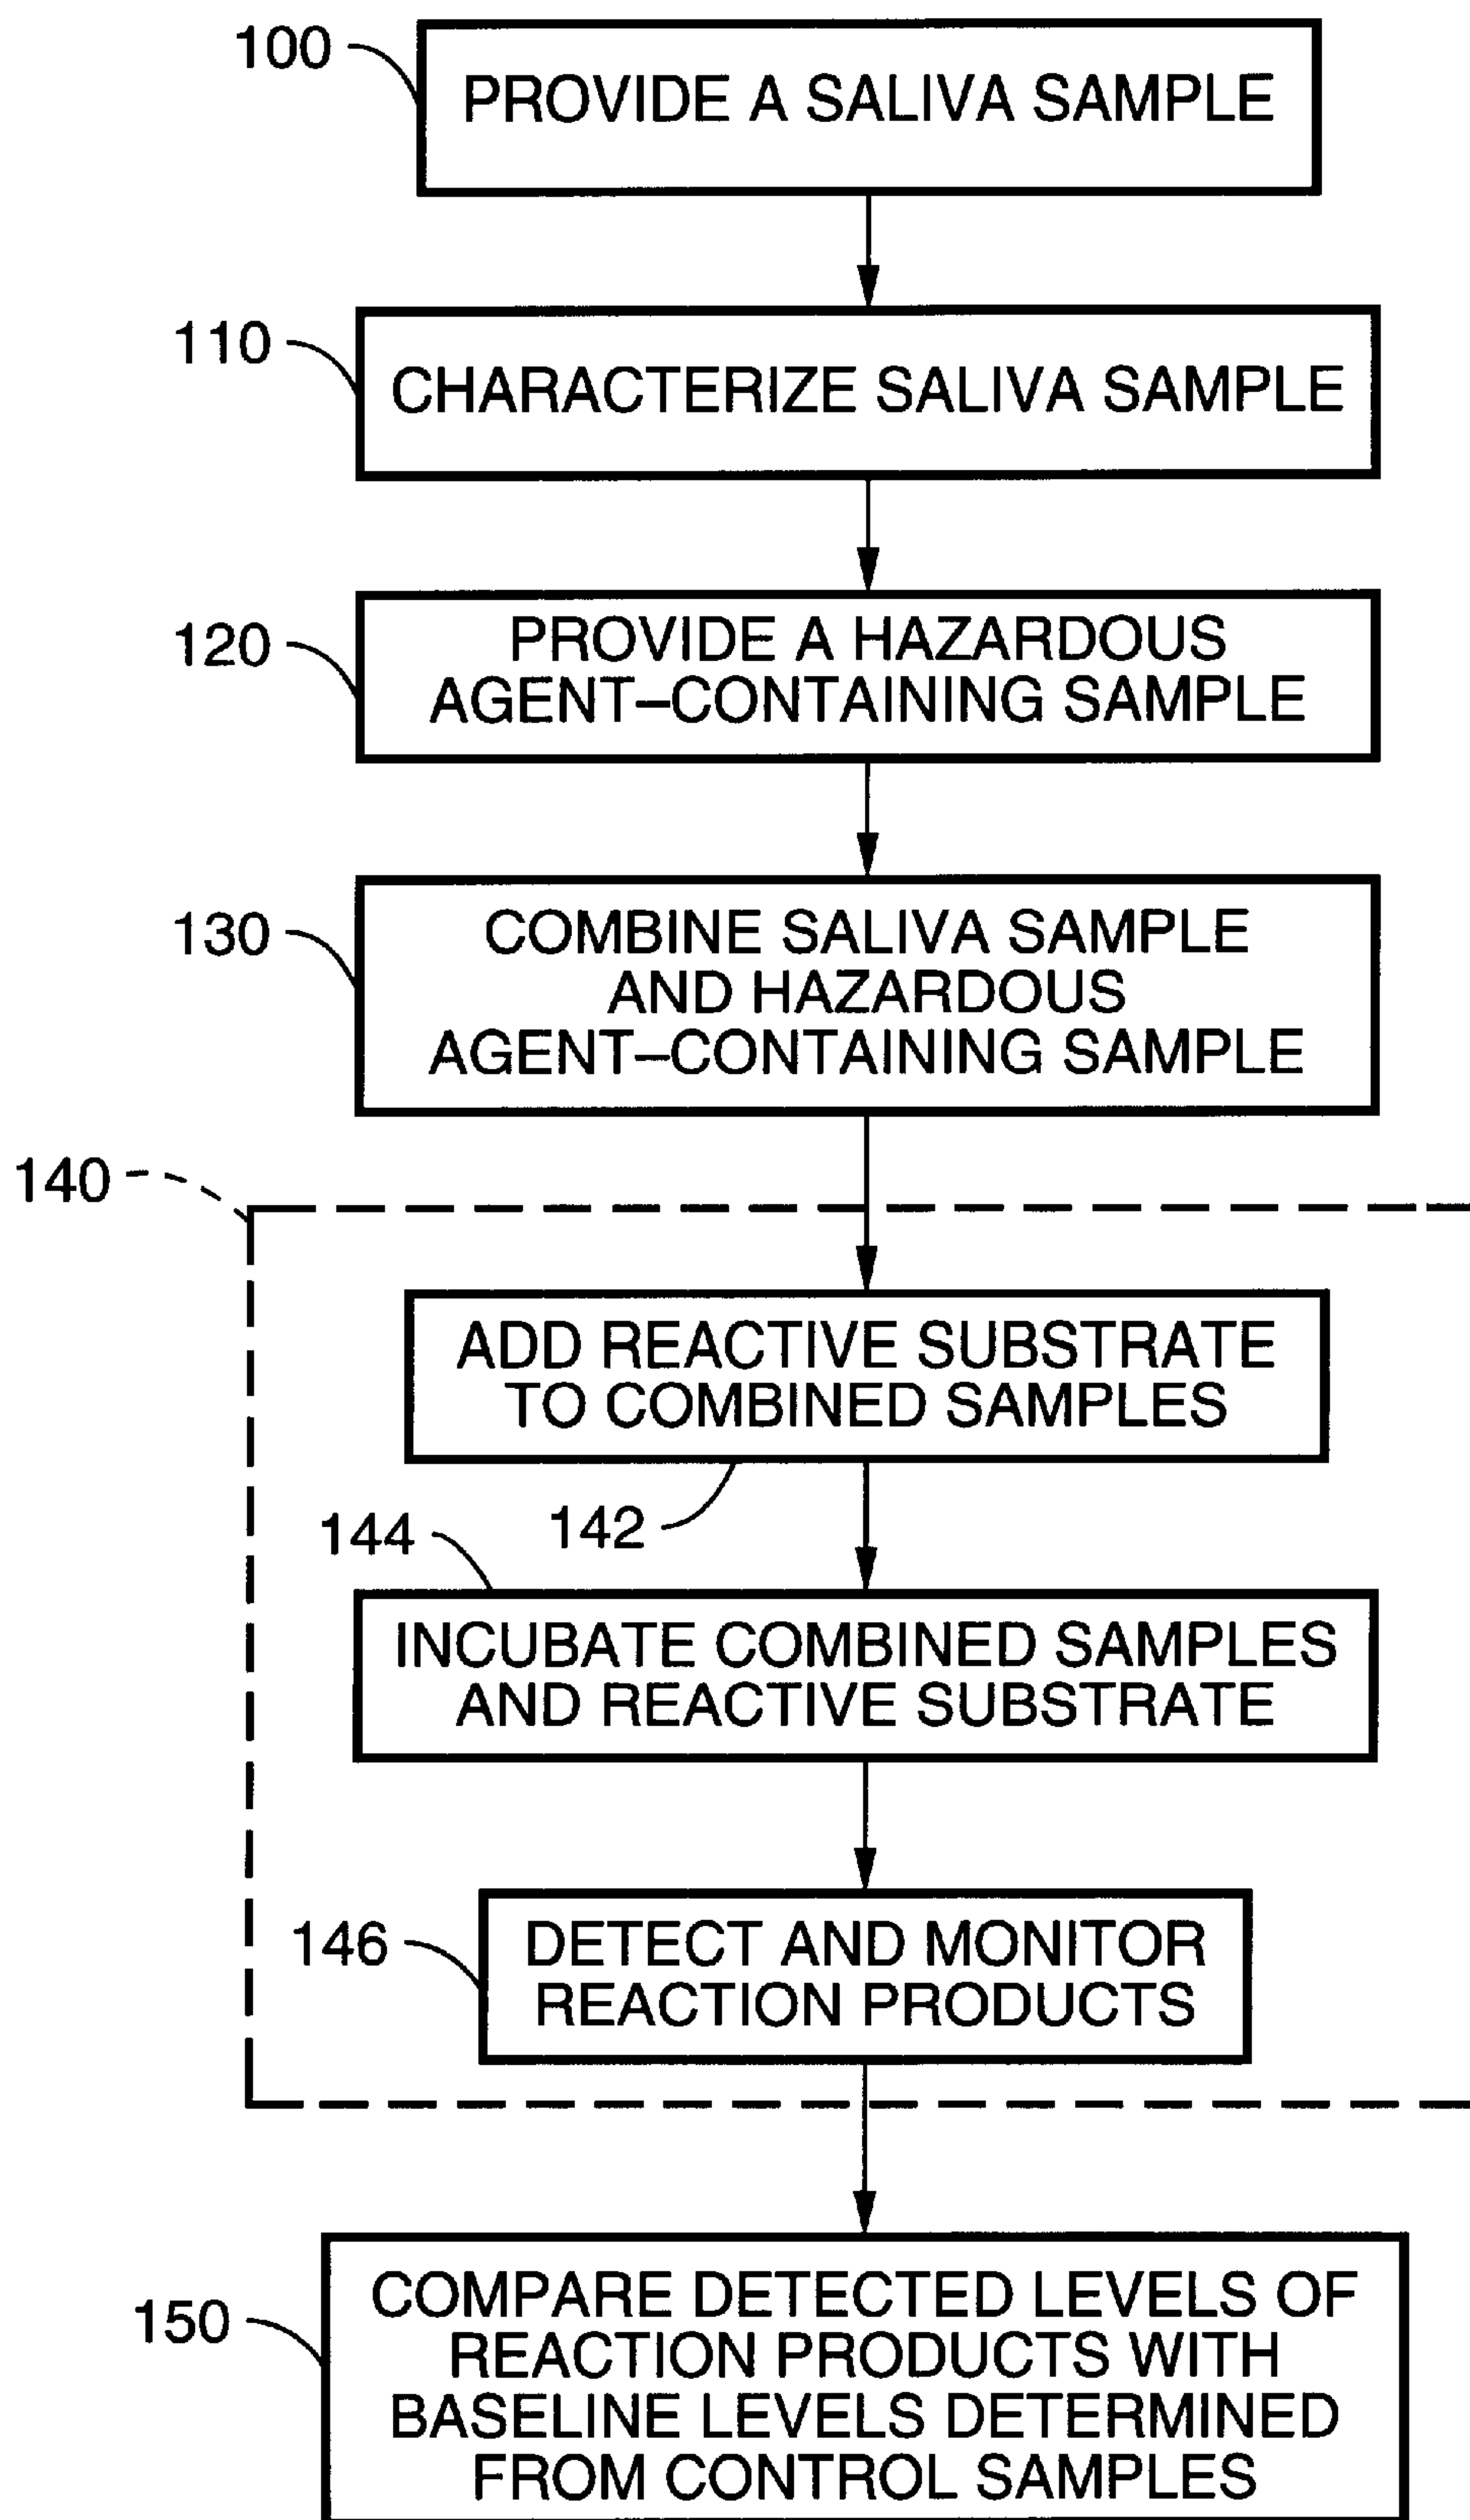 100
PROVIDE A SALIVA SAMPLE
110
CHARACTERIZE SALIVA SAMPLE
120
PROVIDE A HAZARDOUS
AGENT–CONTAINING SAMPLE
130
COMBINE SALIVA SAMPLE
AND HAZARDOUS
AGENT–CONTAINING SAMPLE
140
ADD REACTIVE SUBSTRATE
TO COMBINED SAMPLES
142
144
INCUBATE COMBINED SAMPLES
AND REACTIVE SUBSTRATE
146
DETECT AND MONITOR
REACTION PRODUCTS
150
COMPARE DETECTED LEVELS OF
REACTION PRODUCTS WITH
BASELINE LEVELS DETERMINED
FROM CONTROL SAMPLES